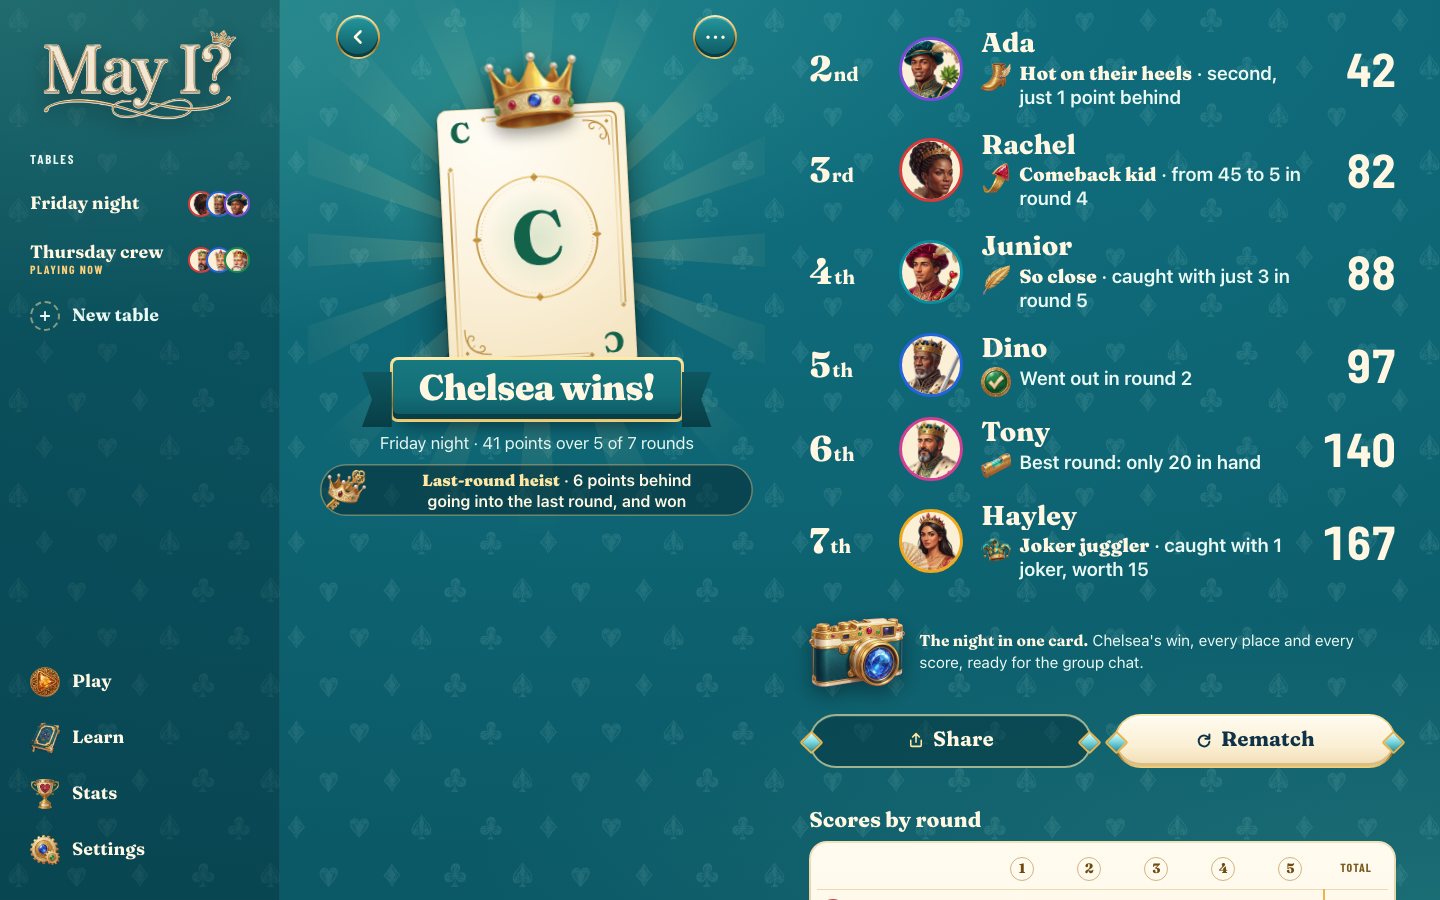 May I?
TABLES
Friday night
Thursday crew
PLAYING NOW
New table
Play
Learn
Stats
Settings
C
C
C
Chelsea wins!
Friday night · 41 points over 5 of 7 rounds
Last-round heist · 6 points behind
going into the last round, and won
2nd
Ada
Hot on their heels · second,
just 1 point behind
42
3rd
Rachel
Comeback kid · from 45 to 5 in
round 4
82
4th
Junior
So close · caught with just 3 in
round 5
88
5th
Dino
Went out in round 2
97
6th
Tony
Best round: only 20 in hand
140
7th
Hayley
Joker juggler · caught with 1
joker, worth 15
167
The night in one card. Chelsea's win, every place and every
score, ready for the group chat.
Share
Rematch
Scores by round
1 2 3 4 5 TOTAL